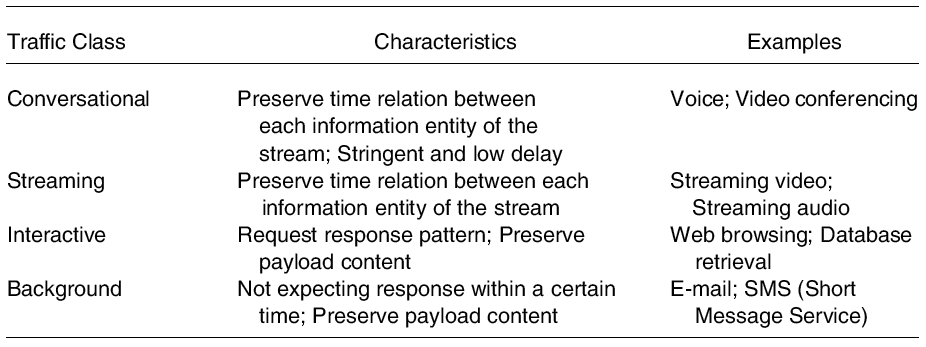 Traffic Class Characteristics Examples
Conversational Preserve time relation between Voice; Video conferencing
each information entity of the
stream; Stringent and low delay
Streaming Preserve time relation between each Streaming video;
information entity of the stream Streaming audio
Interactive Request response pattern; Preserve Web browsing; Database
payload content retrieval
Background Not expecting response within a certain E-mail; SMS (Short
time; Preserve payload content Message Service)